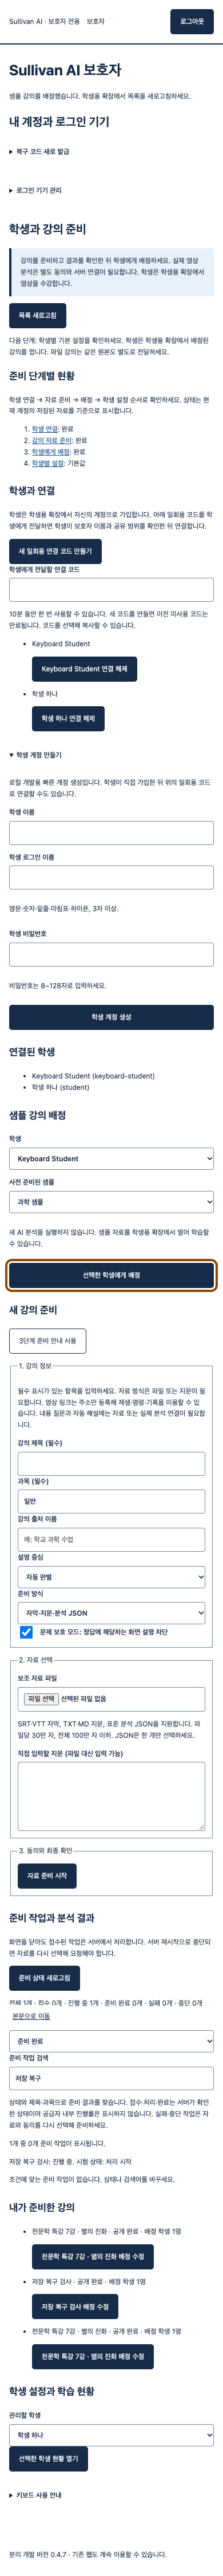 Sullivan AI · 보호자 전용 보호자
로그아웃
Sullivan AI 보호자
샘플 강의를 배정했습니다. 학생용 확장에서 목록을 새로고침하세요.
내 계정과 로그인 기기
▶ 복구 코드 새로 발급
▶ 로그인 기기 관리
학생과 강의 준비
강의를 준비하고 결과를 확인한 뒤 학생에게 배정하세요. 실제 영상
분석은 별도 동의와 서버 연결이 필요합니다. 학생은 학생용 확장에서
영상을 수강합니다.
목록 새로고침
다음 단계: 학생별 기본 설정을 확인하세요. 학생은 학생용 확장에서 배정된
강의를 엽니다. 파일 강의는 같은 원본도 별도로 전달하세요.
준비 단계별 현황
학생 연결 → 자료 준비 → 배정 → 학생 설정 순서로 확인하세요. 상태는 현
재 계정의 저장된 자료를 기준으로 표시합니다.
1. 학생 연결: 완료
2. 강의 자료 준비: 완료
3. 학생에게 배정: 완료
4. 학생별 설정: 기본값
학생과 연결
학생은 학생용 확장에서 자신의 계정으로 가입합니다. 아래 일회용 코드를 학
생에게 전달하면 학생이 보호자 이름과 공유 범위를 확인한 뒤 연결합니다.
새 일회용 연결 코드 만들기
학생에게 전달할 연결 코드
10분 동안 한 번 사용할 수 있습니다. 새 코드를 만들면 이전 미사용 코드는
만료됩니다. 코드를 선택해 복사할 수 있습니다.
• Keyboard Student
Keyboard Student 연결 해제
• 학생 하나
학생 하나 연결 해제
▼ 학생 계정 만들기
로컬 개발용 빠른 계정 생성입니다. 학생이 직접 가입한 뒤 위의 일회용 코드
로 연결할 수도 있습니다.
학생 이름
학생 로그인 이름
영문·숫자·밑줄·마침표·하이픈, 3자 이상.
학생 비밀번호
비밀번호는 8~128자로 입력하세요.
학생 계정 생성
연결된 학생
• Keyboard Student (keyboard-student)
• 학생 하나 (student)
샘플 강의 배정
학생
Keyboard Student
사전 준비된 샘플
과학 샘플
새 AI 분석을 실행하지 않습니다. 샘플 자료를 학생용 확장에서 열어 학습할
수 있습니다.
선택한 학생에게 배정
새 강의 준비
3단계 준비 안내 사용
1. 강의 정보
필수 표시가 있는 항목을 입력하세요. 자료 방식은 파일 또는 지문이 필
요합니다. 영상 링크는 주소만 등록해 재생·명령·기록을 이용할 수 있습
니다. 내용 질문과 자동 해설에는 자료 또는 실제 분석 연결이 필요합
니다.
강의 제목 (필수)
과목 (필수)
일반
강의 출처 이름
예: 학교 과학 수업
설명 중심
자동 판별
준비 방식
자막·지문·분석 JSON
문제 보호 모드: 정답에 해당하는 화면 설명 차단
2. 자료 선택
보조 자료 파일
파일 선택 선택된 파일 없음
SRT·VTT 자막, TXT·MD 지문, 표준 분석 JSON을 지원합니다. 파
일당 30만 자, 전체 100만 자 이하. JSON은 한 개만 선택하세요.
직접 입력할 지문 (파일 대신 입력 가능)
3. 동의와 최종 확인
자료 준비 시작
준비 작업과 분석 결과
화면을 닫아도 접수된 작업은 서버에서 처리합니다. 서버 재시작으로 중단되
면 자료를 다시 선택해 요청해야 합니다.
준비 상태 새로고침
전체 1개 · 접수 0개 · 진행 중 1개 · 준비 완료 0개 · 실패 0개 · 중단 0개
본문으로 이동
준비 완료
준비 작업 검색
저장 복구
상태와 제목·과목으로 준비 결과를 찾습니다. 접수·처리·완료는 서버가 확인
한 상태이며 공급자 내부 진행률은 표시하지 않습니다. 실패·중단 작업은 자
료와 동의를 다시 선택해 준비하세요.
1개 중 0개 준비 작업이 표시됩니다.
저장 복구 검사: 진행 중. 시험 상태: 처리 시작
조건에 맞는 준비 작업이 없습니다. 상태나 검색어를 바꾸세요.
내가 준비한 강의
• 천문학 특강 7강 · 별의 진화 · 공개 완료 · 배정 학생 1명
천문학 특강 7강 · 별의 진화 배정 수정
• 저장 복구 검사 · 공개 완료 · 배정 학생 1명
저장 복구 검사 배정 수정
• 천문학 특강 7강 · 별의 진화 · 공개 완료 · 배정 학생 1명
천문학 특강 7강 · 별의 진화 배정 수정
학생 설정과 학습 현황
관리할 학생
학생 하나
선택한 학생 현황 열기
▶ 키보드 사용 안내
분리 개발 버전 0.4.7 · 기존 웹도 계속 이용할 수 있습니다.